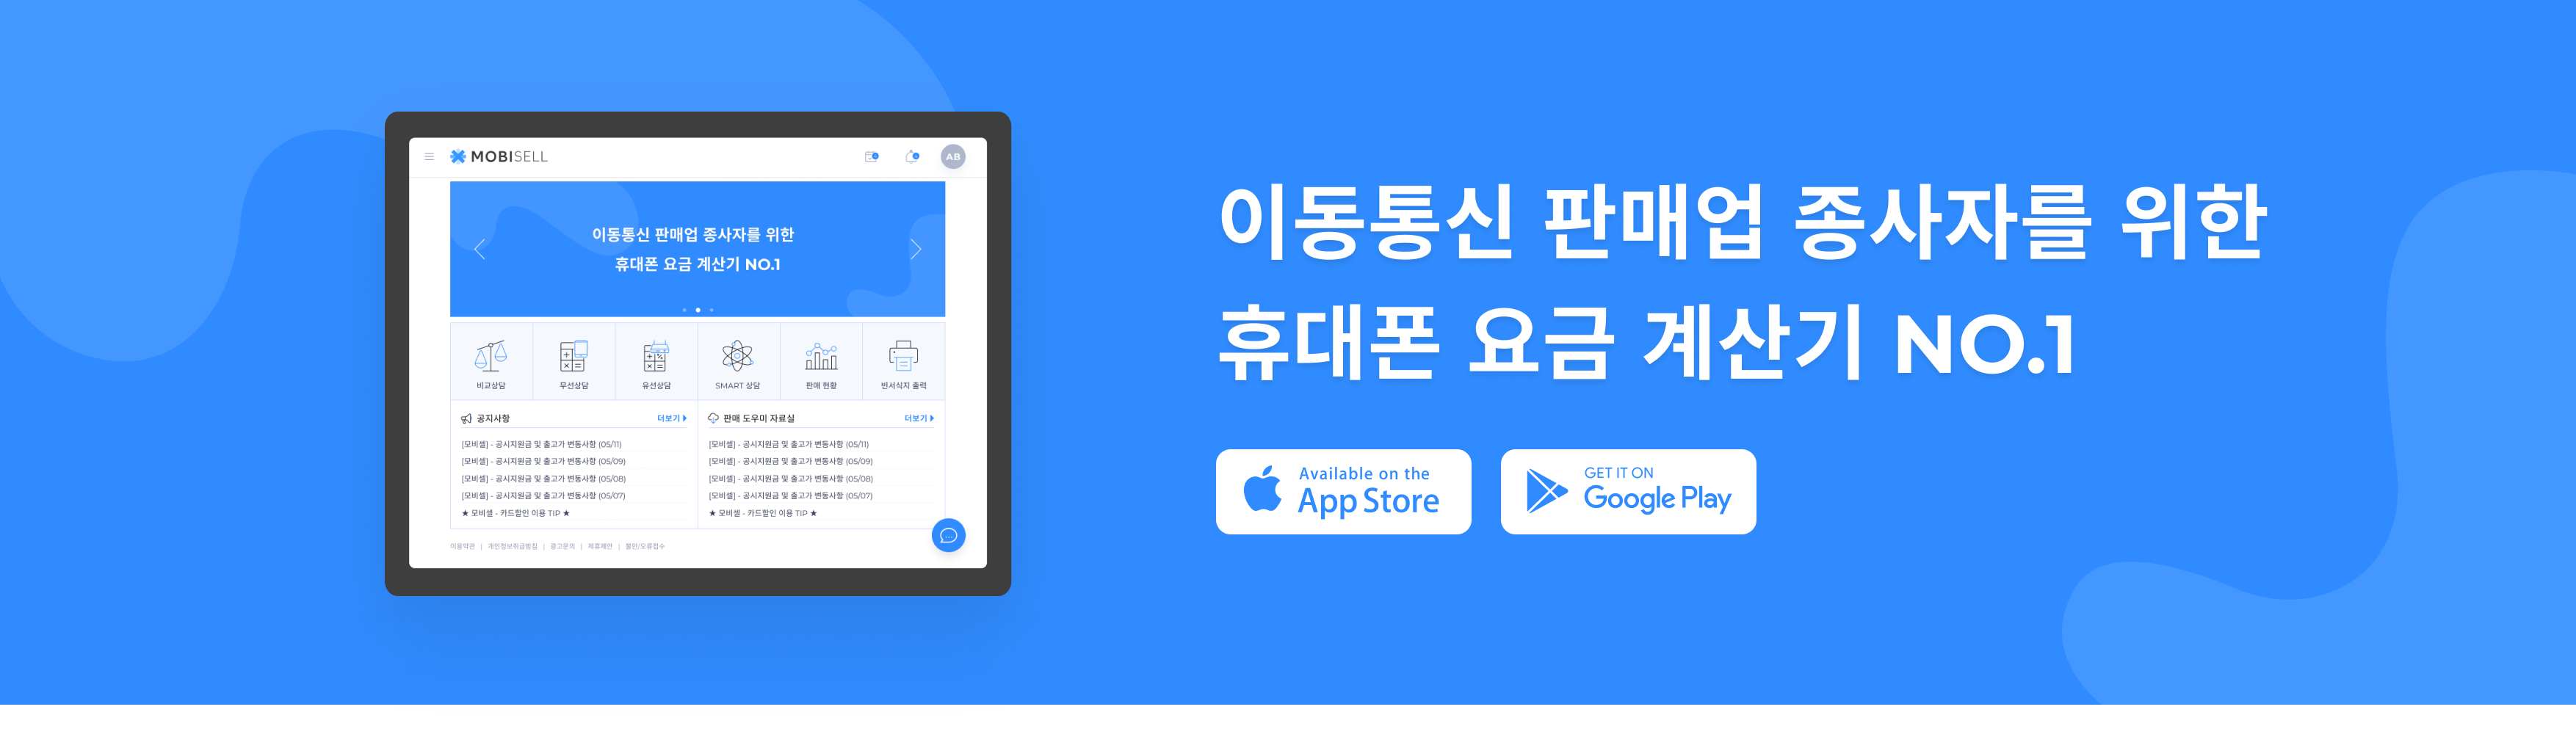 MOBISELL
AB
이동통신 판매업 종사자를 위한
휴대폰 요금 계산기 NO.1
비교상담
무선상담
유선상담
SMART 상담
판매 현황
빈서식지 출력
공지사항
더보기
[모비셀] - 공시지원금 및 출고가 변동사항 (05/11)
[모비셀] - 공시지원금 및 출고가 변동사항 (05/09)
[모비셀] - 공시지원금 및 출고가 변동사항 (05/08)
[모비셀] - 공시지원금 및 출고가 변동사항 (05/07)
★ 모비셀 - 카드할인 이용 TIP ★
판매 도우미 자료실
더보기
[모비셀] - 공시지원금 및 출고가 변동사항 (05/11)
[모비셀] - 공시지원금 및 출고가 변동사항 (05/09)
[모비셀] - 공시지원금 및 출고가 변동사항 (05/08)
[모비셀] - 공시지원금 및 출고가 변동사항 (05/07)
★ 모비셀 - 카드할인 이용 TIP ★
이용약관 | 개인정보취급방침 | 광고문의 | 제휴제안 | 불만/오류접수
이동통신 판매업 종사자를 위한
휴대폰 요금 계산기 NO.1
Available on the
App Store
GET IT ON
Google Play